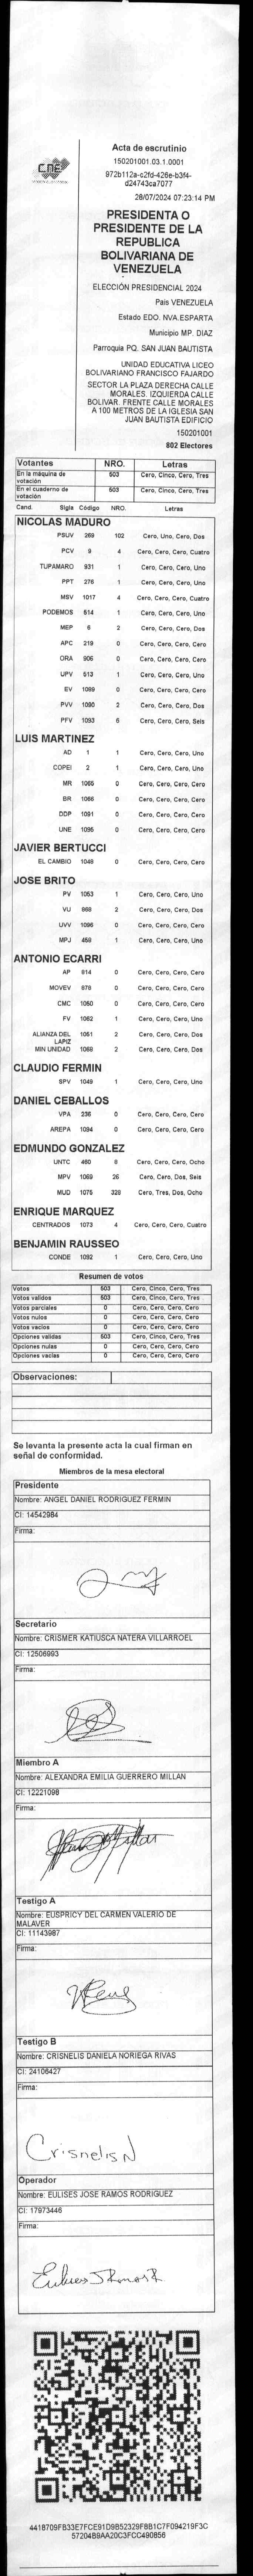 CNE
Acta de escrutinio
150201001.03.1.0001
972b112a-c2fd-426e-b3f4-
d24743ca7077
28/07/2024 07:23:14 PM
PRESIDENTA O
PRESIDENTE DE LA
REPUBLICA
BOLIVARIANA DE
VENEZUELA
ELECCIÓN PRESIDENCIAL 2024
Pais VENEZUELA
Estado EDO. NVA.ESPARTA
Municipio MP. DIAZ
Parroquia PQ. SAN JUAN BAUTISTA
UNIDAD EDUCATIVA LICEO
BOLIVARIANO FRANCISCO FAJARDO
SECTOR LA PLAZA DERECHA CALLE
MORALES. IZQUIERDA CALLE
BOLIVAR. FRENTE CALLE MORALES
A 100 METROS DE LA IGLESIA SAN
JUAN BAUTISTA EDIFICIO
150201001
802 Electores
Votantes NRO. Letras
En la máquina de votación 503 Cero, Cinco, Cero, Tres
En el cuaderno de votación 503 Cero, Cinco, Cero, Tres
Cand. Sigla Código NRO. Letras
NICOLAS MADURO
PSUV 269 102 Cero, Uno, Cero, Dos
PCV 9 4 Cero, Cero, Cero, Cuatro
TUPAMARO 931 1 Cero, Cero, Cero, Uno
PPT 276 1 Cero, Cero, Cero, Uno
MSV 1017 4 Cero, Cero, Cero, Cuatro
PODEMOS 514 1 Cero, Cero, Cero, Uno
MEP 6 2 Cero, Cero, Cero, Dos
APC 219 0 Cero, Cero, Cero, Cero
ORA 906 0 Cero, Cero, Cero, Cero
UPV 513 1 Cero, Cero, Cero, Uno
EV 1099 0 Cero, Cero, Cero, Cero
PVV 1090 2 Cero, Cero, Cero, Dos
PFV 1093 6 Cero, Cero, Cero, Seis
LUIS MARTINEZ
AD 1 1 Cero, Cero, Cero, Uno
COPEI 2 1 Cero, Cero, Cero, Uno
MR 1065 0 Cero, Cero, Cero, Cero
BR 1066 0 Cero, Cero, Cero, Cero
DDP 1091 0 Cero, Cero, Cero, Cero
UNE 1095 0 Cero, Cero, Cero, Cero
JAVIER BERTUCCI
EL CAMBIO 1048 0 Cero, Cero, Cero, Cero
JOSE BRITO
PV 1053 1 Cero, Cero, Cero, Uno
VU 868 2 Cero, Cero, Cero, Dos
UVV 1096 0 Cero, Cero, Cero, Cero
MPJ 458 1 Cero, Cero, Cero, Uno
ANTONIO ECARRI
AP 914 0 Cero, Cero, Cero, Cero
MOVEV 878 0 Cero, Cero, Cero, Cero
CMC 1050 0 Cero, Cero, Cero, Cero
FV 1052 1 Cero, Cero, Cero, Uno
ALIANZA DEL LAPIZ 1051 2 Cero, Cero, Cero, Dos
MIN UNIDAD 1068 2 Cero, Cero, Cero, Dos
CLAUDIO FERMIN
SPV 1049 1 Cero, Cero, Cero, Uno
DANIEL CEBALLOS
VPA 236 0 Cero, Cero, Cero, Cero
AREPA 1094 0 Cero, Cero, Cero, Cero
EDMUNDO GONZALEZ
UNTC 480 8 Cero, Cero, Cero, Ocho
MPV 1069 26 Cero, Cero, Dos, Seis
MUD 1075 328 Cero, Tres, Dos, Ocho
ENRIQUE MARQUEZ
CENTRADOS 1073 4 Cero, Cero, Cero, Cuatro
BENJAMIN RAUSSEO
CONDE 1092 1 Cero, Cero, Cero, Uno
Resumen de votos
Votos 503 Cero, Cinco, Cero, Tres
Votos validos 503 Cero, Cinco, Cero, Tres
Votos parciales 0 Cero, Cero, Cero, Cero
Votos nulos 0 Cero, Cero, Cero, Cero
Votos vacios 0 Cero, Cero, Cero, Cero
Opciones validas 503 Cero, Cinco, Cero, Tres
Opciones nulas 0 Cero, Cero, Cero, Cero
Opciones vacias 0 Cero, Cero, Cero, Cero
Observaciones:
Se levanta la presente acta la cual firman en
señal de conformidad.
Miembros de la mesa electoral
Presidente
Nombre: ANGEL DANIEL RODRIGUEZ FERMIN
CI: 14542984
Firma:
Secretario
Nombre: CRISMER KATIUSCA NATERA VILLARROEL
CI: 12506993
Firma:
Miembro A
Nombre: ALEXANDRA EMILIA GUERRERO MILLAN
CI: 12221098
Firma:
Testigo A
Nombre: EUSPRICY DEL CARMEN VALERIO DE
MALAVER
CI: 11143987
Firma:
Testigo B
Nombre: CRISNELIS DANIELA NORIEGA RIVAS
CI: 24106427
Firma:
Crisnelis N
Operador
Nombre: EULISES JOSE RAMOS RODRIGUEZ
CI: 17973446
Firma:
4418709FB33E7FCE91D9B52329F8B1C7F094219F3C
57204B9AA20C3FCC490856